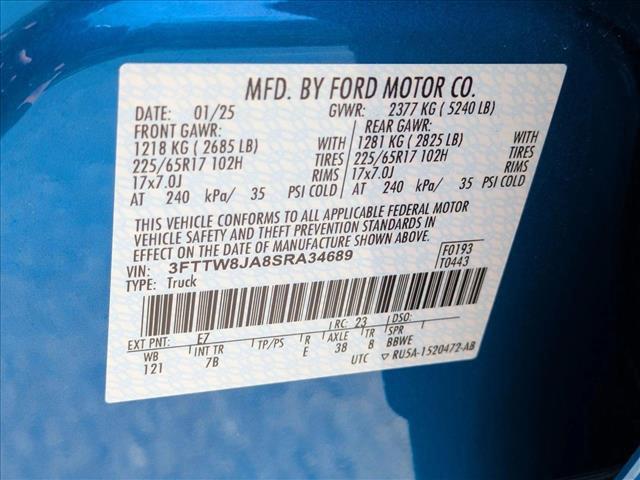 MFD. BY FORD MOTOR CO.
DATE: 01/25 GVWR: 2377 KG ( 5240 LB)
FRONT GAWR: REAR GAWR:
1218 KG ( 2685 LB) WITH 1281 KG ( 2825 LB) WITH
225/65R17 102H TIRES 225/65R17 102H TIRES
17x7.0J RIMS 17x7.0J RIMS
AT 240 kPa/ 35 PSI COLD AT 240 kPa/ 35 PSI COLD
THIS VEHICLE CONFORMS TO ALL APPLICABLE FEDERAL MOTOR
VEHICLE SAFETY AND THEFT PREVENTION STANDARDS IN
EFFECT ON THE DATE OF MANUFACTURE SHOWN ABOVE.
VIN: 3FTTW8JA8SRA34689 F0193
TYPE: Truck T0443
EXT PNT: E7 RC: 23 DSO:
WB INT TR TP/PS R AXLE TR SPR
121 7B E 38 8 BBWE
UTC ▽ RU5A-1520472-AB